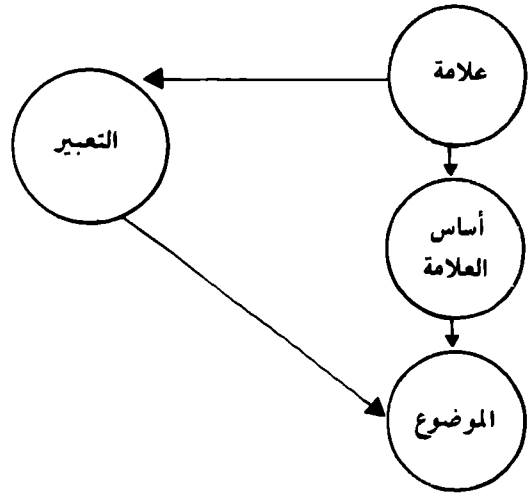 علامة
التعبير
أساس
العلامة
الموضوع